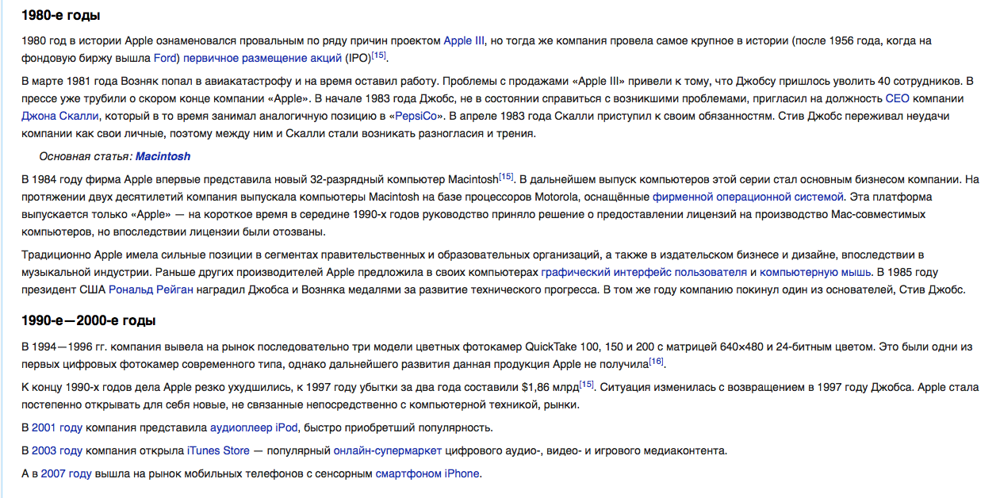 1980-е годы
1980 год в истории Apple ознаменовался провальным по ряду причин проектом Apple III, но тогда же компания провела самое крупное в истории (после 1956 года, когда на
фондовую биржу вышла Ford) первичное размещение акций (IPO)[15].
В марте 1981 года Возняк попал в авиакатастрофу и на время оставил работу. Проблемы с продажами «Apple III» привели к тому, что Джобсу пришлось уволить 40 сотрудников. В
прессе уже трубили о скором конце компании «Apple». В начале 1983 года Джобс, не в состоянии справиться с возникшими проблемами, пригласил на должность CEO компании
Джона Скалли, который в то время занимал аналогичную позицию в «PepsiCo». В апреле 1983 года Скалли приступил к своим обязанностям. Стив Джобс переживал неудачи
компании как свои личные, поэтому между ним и Скалли стали возникать разногласия и трения.
Основная статья: Macintosh
В 1984 году фирма Apple впервые представила новый 32-разрядный компьютер Macintosh[15]. В дальнейшем выпуск компьютеров этой серии стал основным бизнесом компании. На
протяжении двух десятилетий компания выпускала компьютеры Macintosh на базе процессоров Motorola, оснащённые фирменной операционной системой. Эта платформа
выпускается только «Apple» — на короткое время в середине 1990-х годов руководство приняло решение о предоставлении лицензий на производство Mac-совместимых
компьютеров, но впоследствии лицензии были отозваны.
Традиционно Apple имела сильные позиции в сегментах правительственных и образовательных организаций, а также в издательском бизнесе и дизайне, впоследствии в
музыкальной индустрии. Раньше других производителей Apple предложила в своих компьютерах графический интерфейс пользователя и компьютерную мышь. В 1985 году
президент США Рональд Рейган наградил Джобса и Возняка медалями за развитие технического прогресса. В том же году компанию покинул один из основателей, Стив Джобс.
1990-е—2000-е годы
В 1994—1996 гг. компания вывела на рынок последовательно три модели цветных фотокамер QuickTake 100, 150 и 200 с матрицей 640×480 и 24-битным цветом. Это были одни из
первых цифровых фотокамер современного типа, однако дальнейшего развития данная продукция Apple не получила[16].
К концу 1990-х годов дела Apple резко ухудшились, к 1997 году убытки за два года составили $1,86 млрд[15]. Ситуация изменилась с возвращением в 1997 году Джобса. Apple стала
постепенно открывать для себя новые, не связанные непосредственно с компьютерной техникой, рынки.
В 2001 году компания представила аудиоплеер iPod, быстро приобретший популярность.
В 2003 году компания открыла iTunes Store — популярный онлайн-супермаркет цифрового аудио-, видео- и игрового медиаконтента.
А в 2007 году вышла на рынок мобильных телефонов с сенсорным смартфоном iPhone.